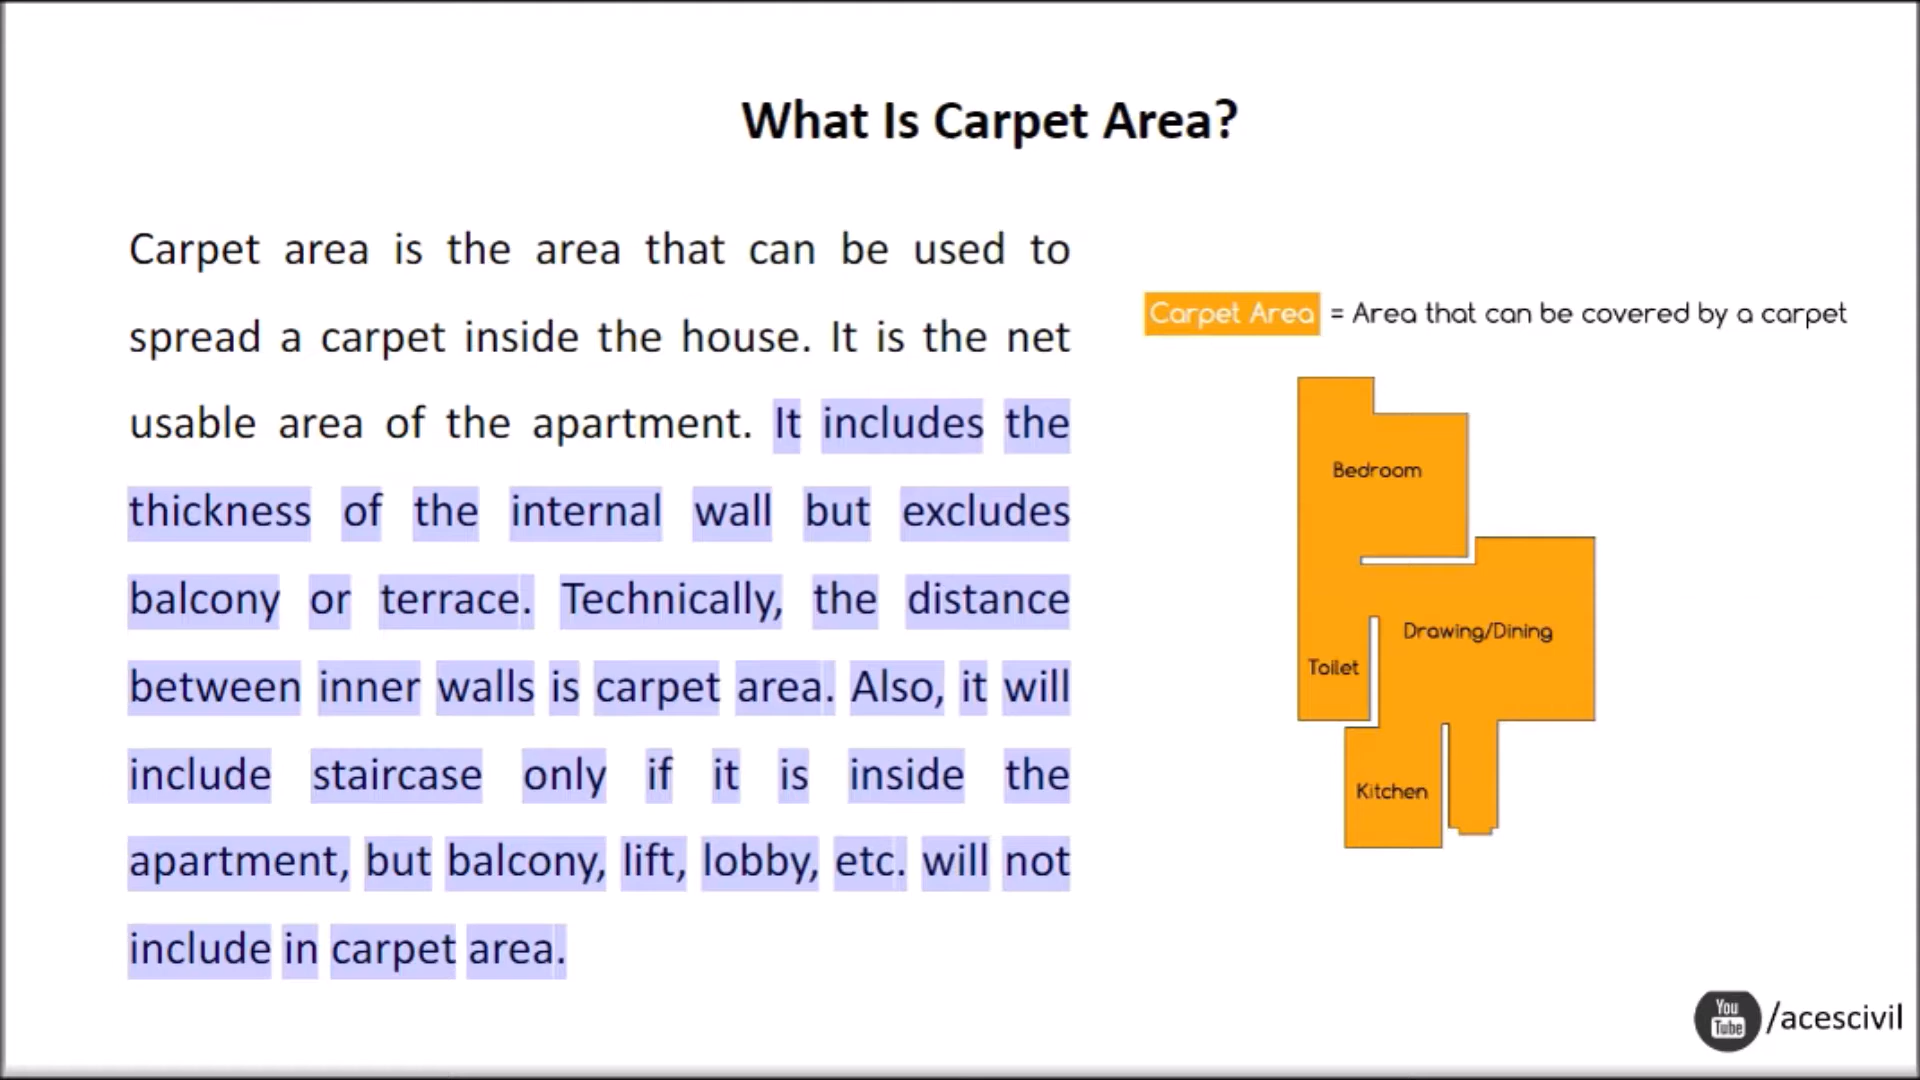 What Is Carpet Area?
Carpet area is the area that can be used to
spread a carpet inside the house. It is the net
usable area of the apartment. It includes the
thickness of the internal wall but excludes
balcony or terrace. Technically, the distance
between inner walls is carpet area. Also, it will
include staircase only if it is inside the
apartment, but balcony, lift, lobby, etc. will not
include in carpet area.
Carpet Area = Area that can be covered by a carpet
Bedroom
Drawing/Dining
Toilet
Kitchen
You
Tube
/acescivil